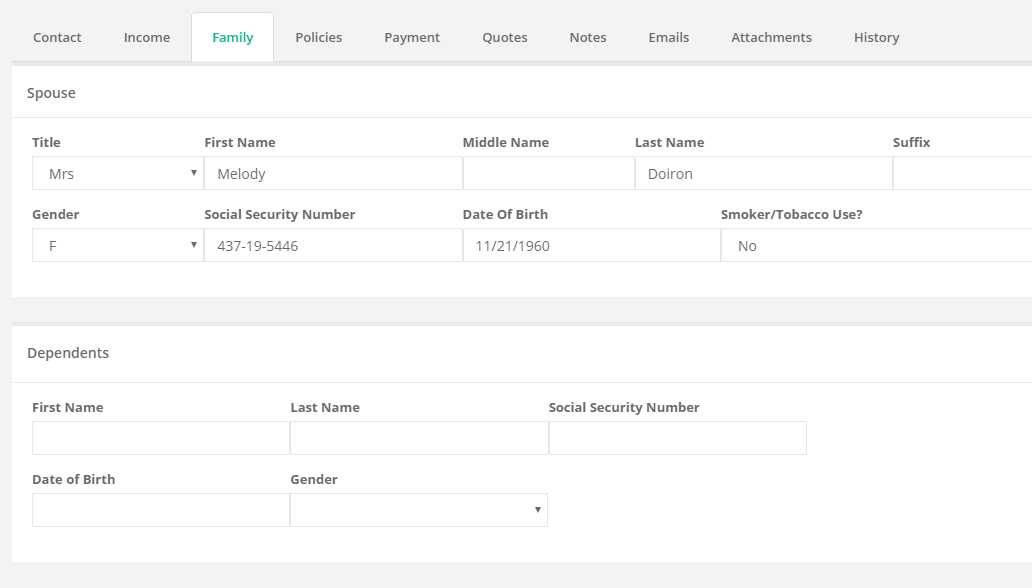 Contact Income Family Policies Payment Quotes Notes Emails Attachments History
Spouse
Title First Name Middle Name Last Name Suffix
Mrs Melody Doiron
Gender Social Security Number Date Of Birth Smoker/Tobacco Use?
F 437-19-5446 11/21/1960 No
Dependents
First Name Last Name Social Security Number
Date of Birth Gender